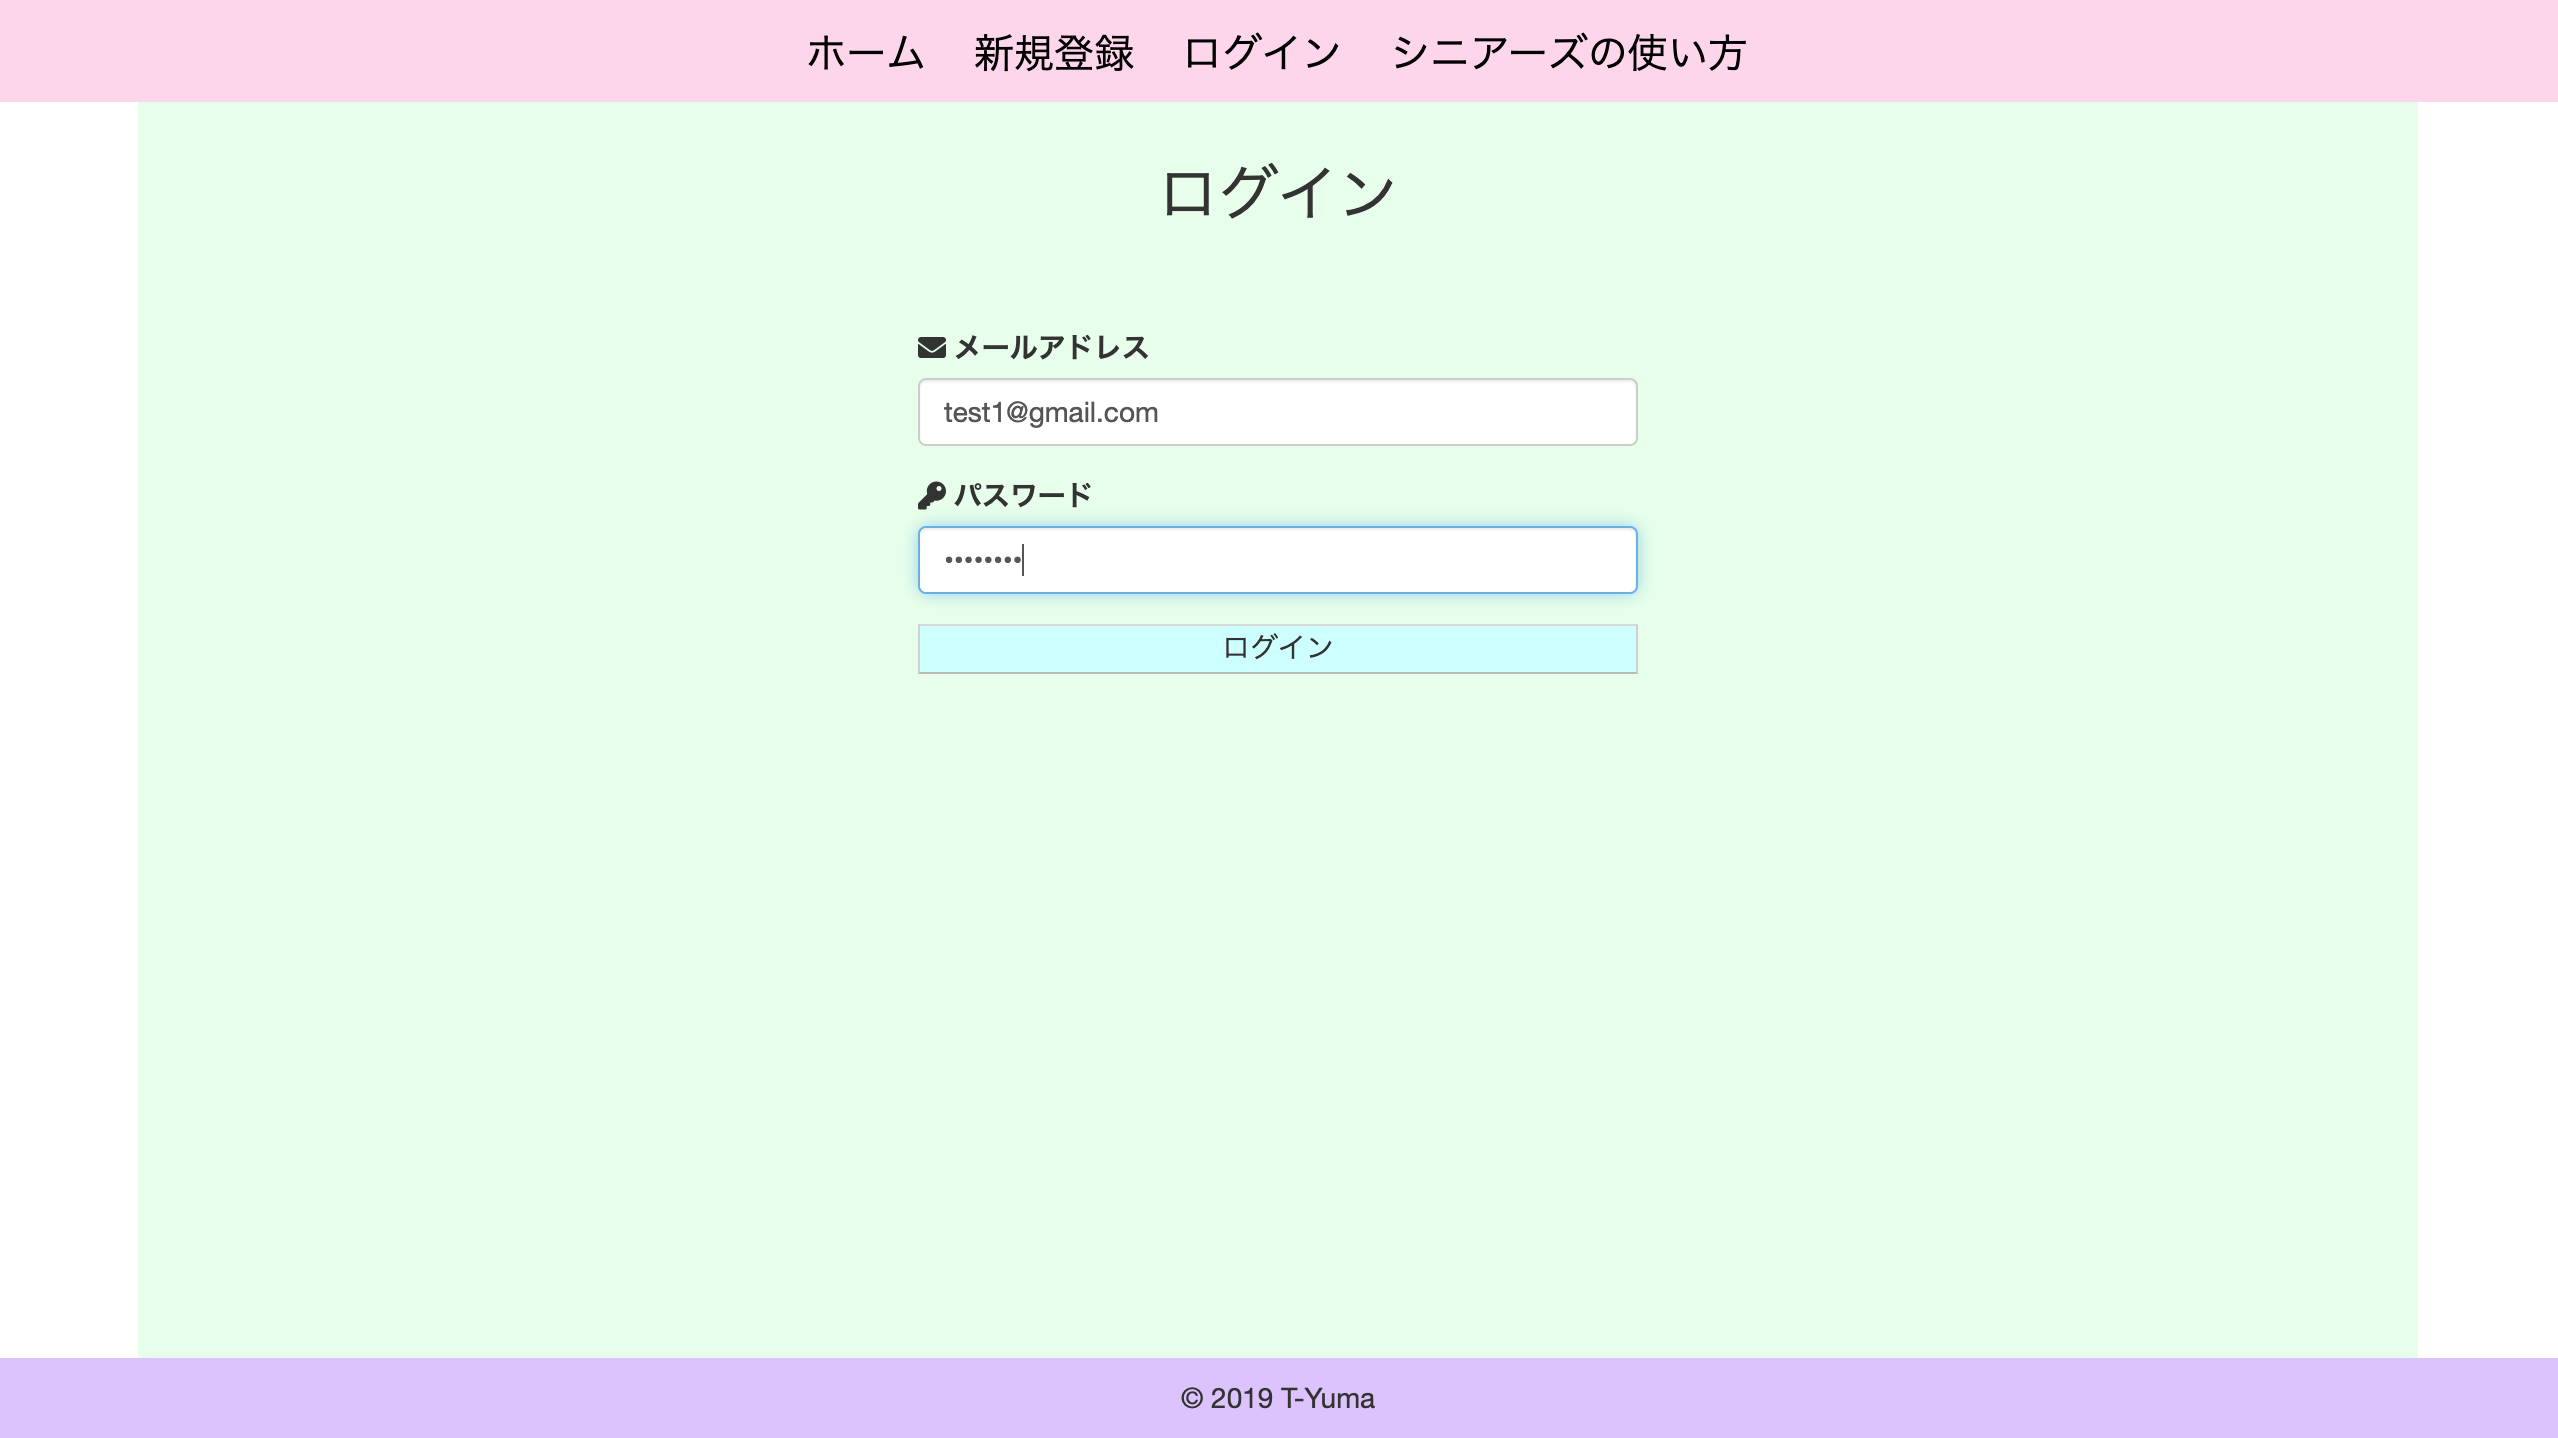 ホーム 新規登録 ログイン シニアーズの使い方
ログイン
メールアドレス
test1@gmail.com
パスワード
••••••••
ログイン
© 2019 T-Yuma